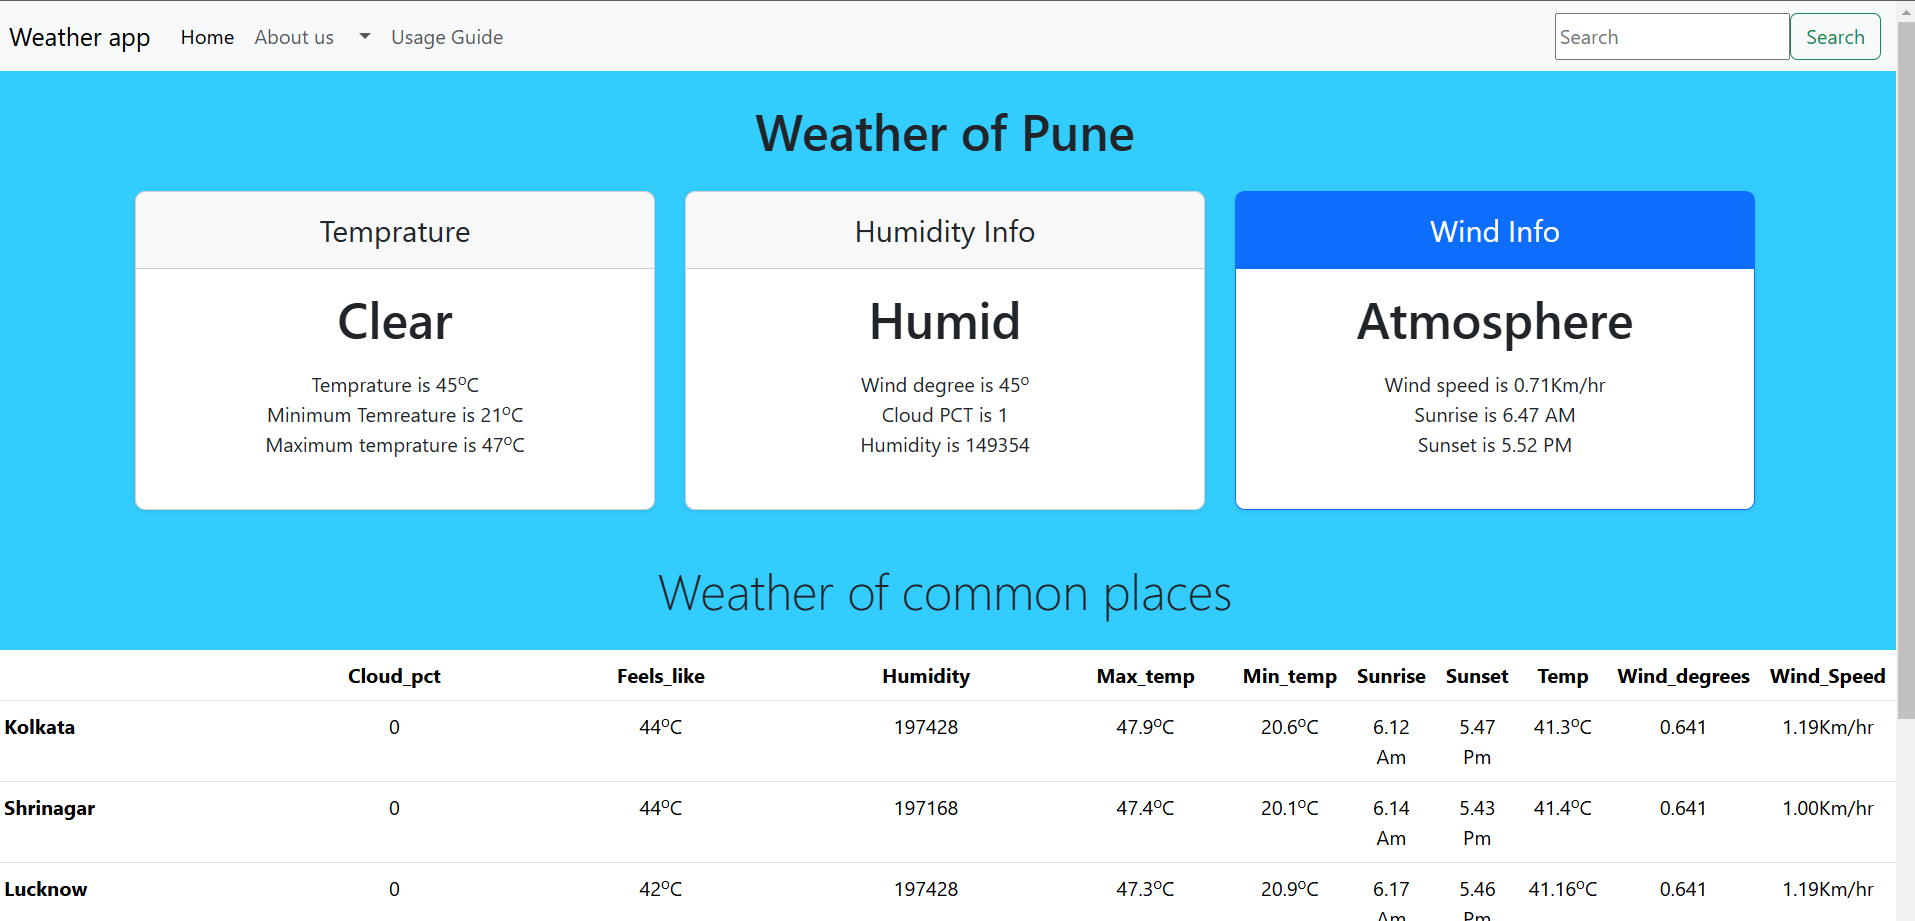 Weather app Home About us Usage Guide Search Search
Weather of Pune
Temprature
Clear
Temprature is 45°C
Minimum Temreature is 21°C
Maximum temprature is 47°C
Humidity Info
Humid
Wind degree is 45°
Cloud PCT is 1
Humidity is 149354
Wind Info
Atmosphere
Wind speed is 0.71Km/hr
Sunrise is 6.47 AM
Sunset is 5.52 PM
Weather of common places
Cloud_pct Feels_like Humidity Max_temp Min_temp Sunrise Sunset Temp Wind_degrees Wind_Speed
Kolkata 0 44°C 197428 47.9°C 20.6°C 6.12 5.47 41.3°C 0.641 1.19Km/hr
Am Pm
Shrinagar 0 44°C 197168 47.4°C 20.1°C 6.14 5.43 41.4°C 0.641 1.00Km/hr
Am Pm
Lucknow 0 42°C 197428 47.3°C 20.9°C 6.17 5.46 41.16°C 0.641 1.19Km/hr
Am Pm